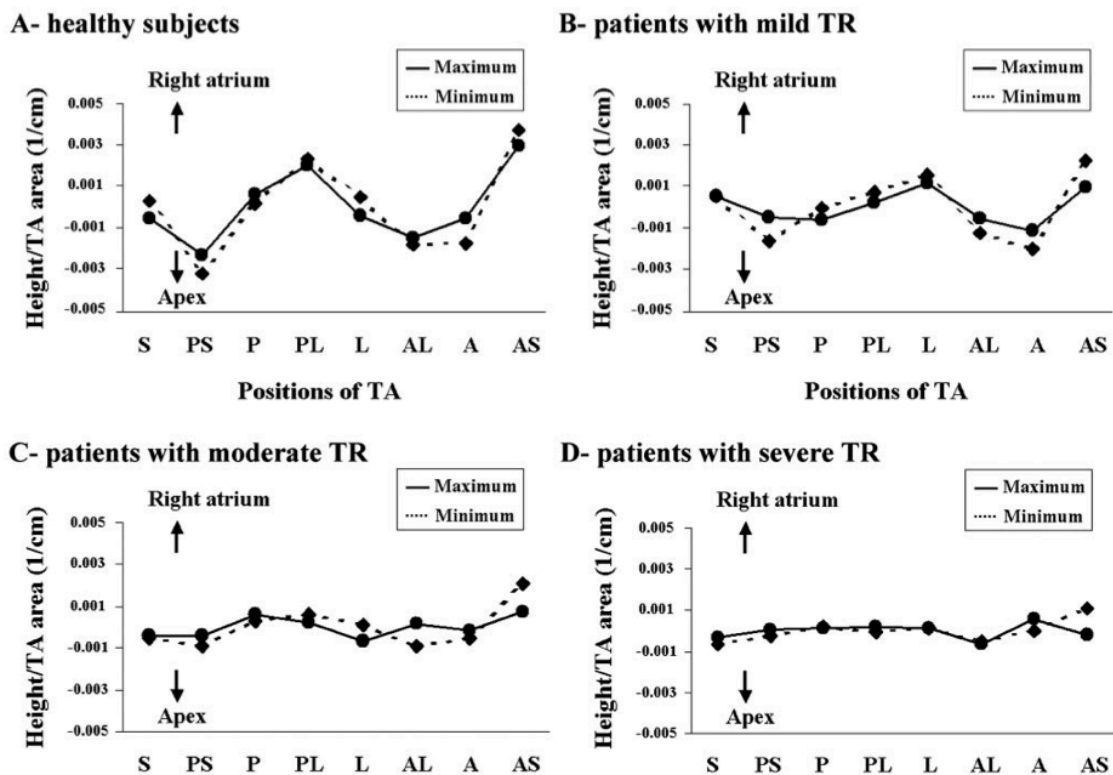 A- healthy subjects
Maximum
Minimum
Right atrium
Height/TA area (1/cm)
0.005
0.003
0.001
-0.001
-0.003
-0.005
Apex
S PS P PL L AL A AS
Positions of TA
B- patients with mild TR
Maximum
Minimum
Right atrium
Height/TA area (1/cm)
0.005
0.003
0.001
-0.001
-0.003
-0.005
Apex
S PS P PL L AL A AS
Positions of TA
C- patients with moderate TR
Maximum
Minimum
Right atrium
Height/TA area (1/cm)
0.005
0.003
0.001
-0.001
-0.003
-0.005
Apex
S PS P PL L AL A AS
D- patients with severe TR
Maximum
Minimum
Right atrium
Height/TA area (1/cm)
0.005
0.003
0.001
-0.001
-0.003
-0.005
Apex
S PS P PL L AL A AS